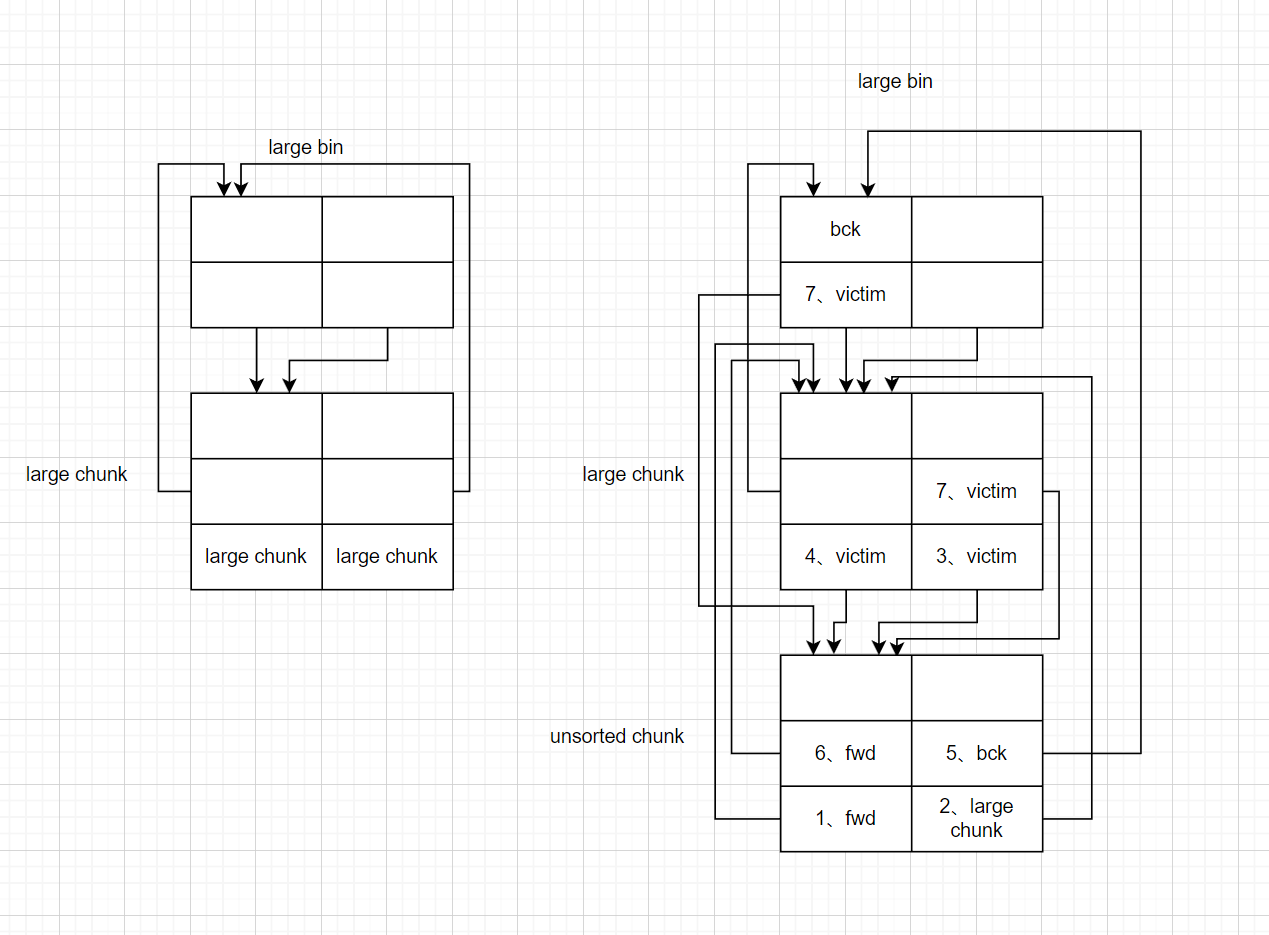 large bin
large chunk
large chunk
large chunk
large bin
bck
7、victim
large chunk
7、victim
4、victim
3、victim
unsorted chunk
6、fwd
5、bck
1、fwd
2、large
chunk